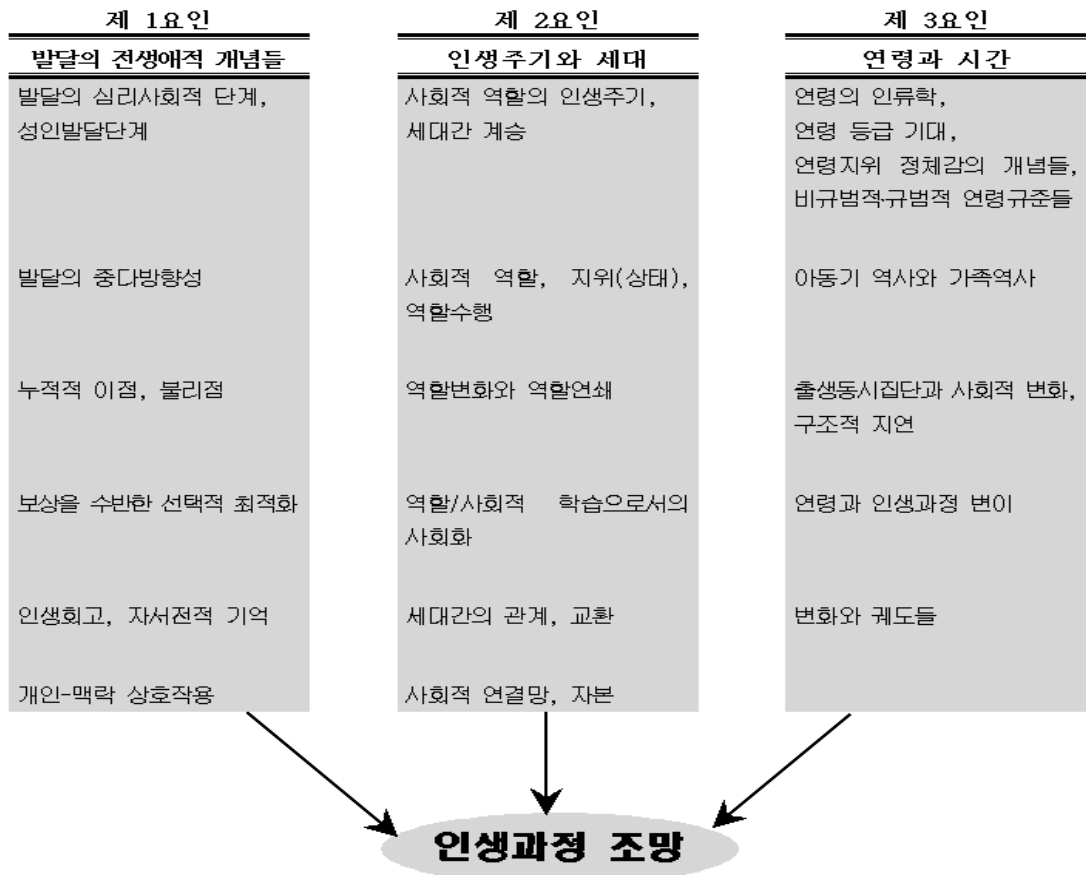 제 1요인
발달의 전생애적 개념들
발달의 심리사회적 단계,
성인발달단계
발달의 중다방향성
누적적 이점, 불리점
보상을 수반한 선택적 최적화
인생회고, 자서전적 기억
개인-맥락 상호작용
제 2요인
인생주기와 세대
사회적 역할의 인생주기,
세대간 계승
사회적 역할, 지위(상태),
역할수행
역할변화와 역할연쇄
역할/사회적 학습으로서의
사회화
세대간의 관계, 교환
사회적 연결망, 자본
제 3요인
연령과 시간
연령의 인류학,
연령 등급 기대,
연령지위 정체감의 개념들,
비규범적·규범적 연령규준들
아동기 역사와 가족역사
출생동시집단과 사회적 변화,
구조적 지연
연령과 인생과정 변이
변화와 궤도들
인생과정 조망